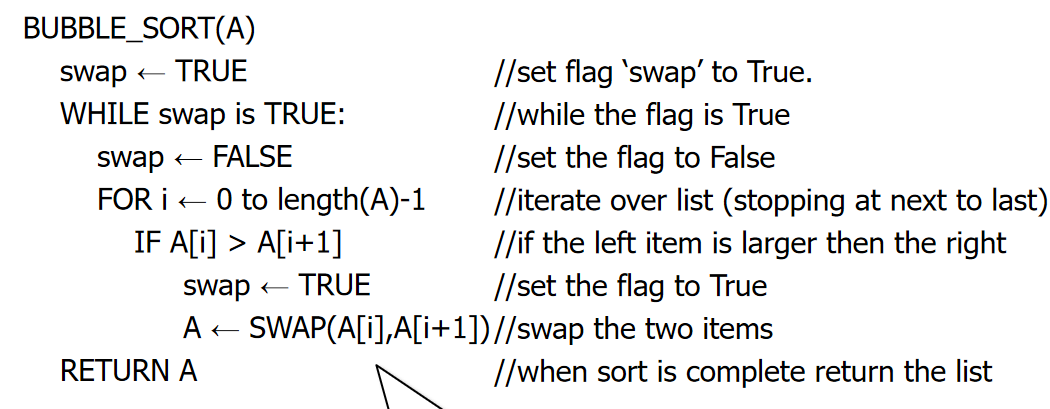 BUBBLE_SORT(A)
swap ← TRUE //set flag ‘swap’ to True.
WHILE swap is TRUE: //while the flag is True
swap ← FALSE //set the flag to False
FOR i ← 0 to length(A)-1 //iterate over list (stopping at next to last)
IF A[i] > A[i+1] //if the left item is larger then the right
swap ← TRUE //set the flag to True
A ← SWAP(A[i],A[i+1]) //swap the two items
RETURN A //when sort is complete return the list